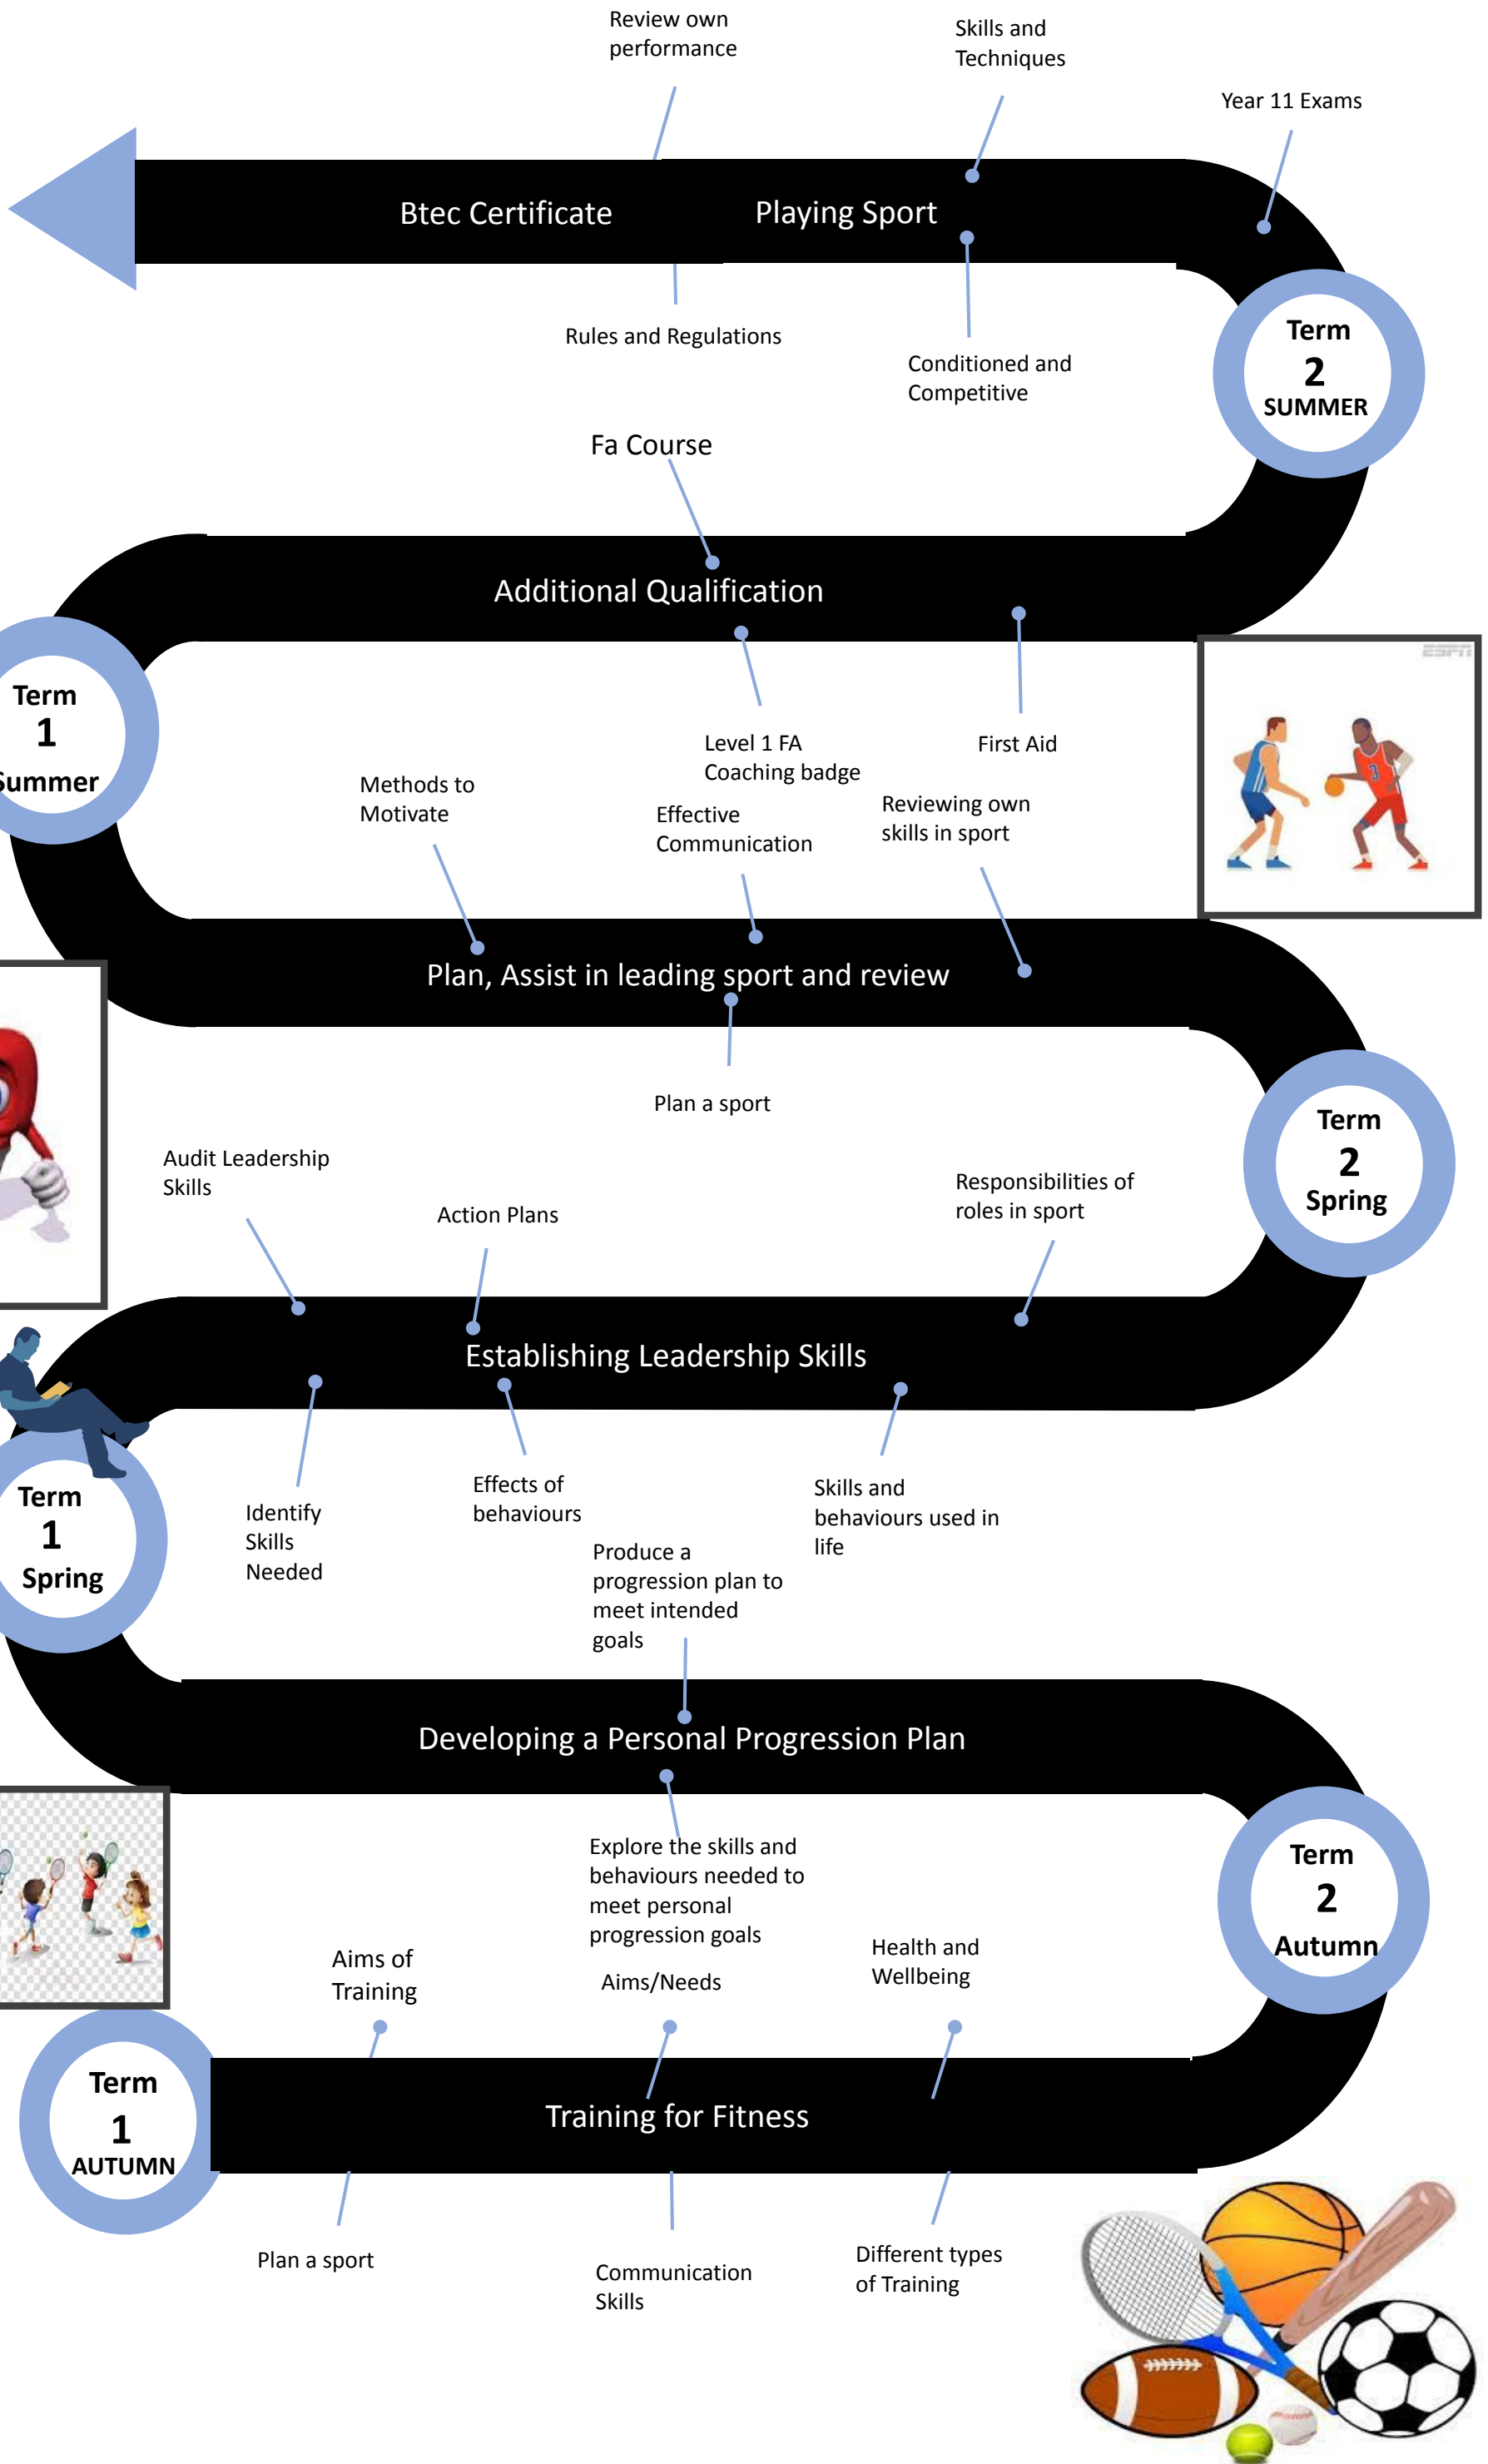 Review own
performance
Skills and
Techniques
Year 11 Exams
Btec Certificate
Playing Sport
Rules and Regulations
Conditioned and
Competitive
Term
2
SUMMER
Fa Course
Additional Qualification
Term
1
Summer
Level 1 FA
Coaching badge
First Aid
ESPN
Methods to
Motivate
Effective
Communication
Reviewing own
skills in sport
3
Plan, Assist in leading sport and review
Plan a sport
Term
2
Spring
Audit Leadership
Skills
Action Plans
Responsibilities of
roles in sport
Establishing Leadership Skills
Term
1
Spring
Identify
Skills
Needed
Effects of
behaviours
Skills and
behaviours used in
life
Produce a
progression plan to
meet intended
goals
Developing a Personal Progression Plan
Explore the skills and
behaviours needed to
meet personal
progression goals
Term
2
Autumn
Aims of
Training
Aims/Needs
Health and
Wellbeing
Term
1
AUTUMN
Training for Fitness
Plan a sport
Communication
Skills
Different types
of Training